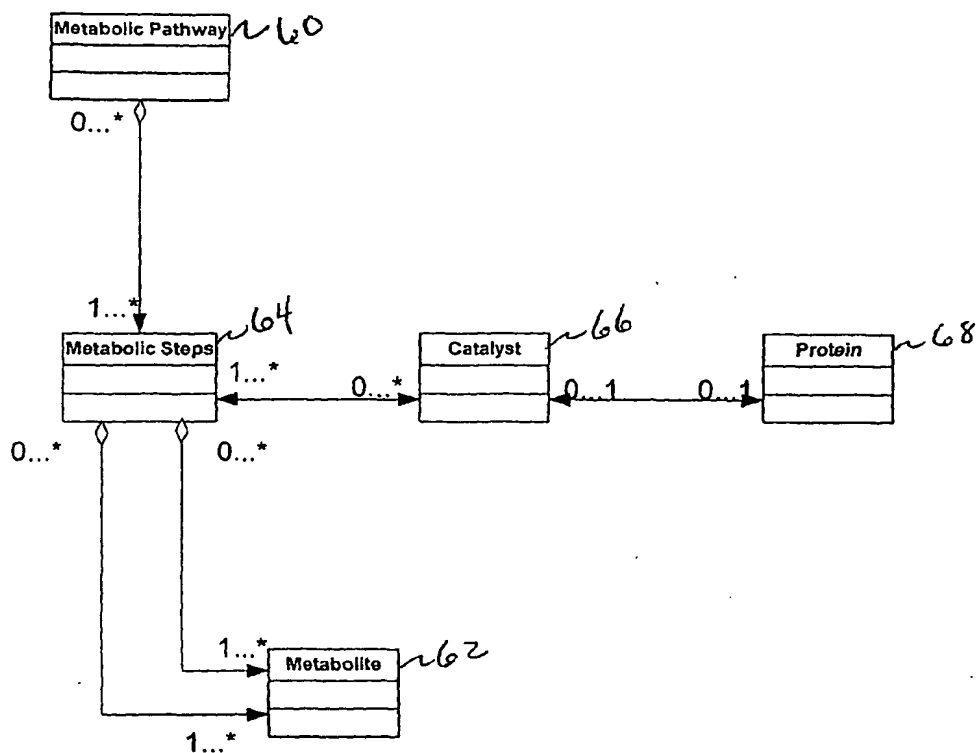 Metabolic Pathway 60
0...*
1...*
Metabolic Steps 64
1...*
0...*
Catalyst 66
0...1
0...1
Protein 68
0...*
0...*
1...*
Metabolite 62
1...*